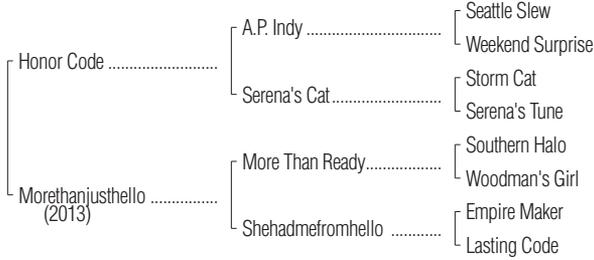 Seattle Slew
A.P. Indy ..............................
Weekend Surprise
Honor Code ........................
Storm Cat
Serena's Cat........................
Serena's Tune
Southern Halo
More Than Ready.................
Woodman's Girl
Morethanjusthello ...............
(2013)
Empire Maker
Shehadmefromhello ...........
Lasting Code